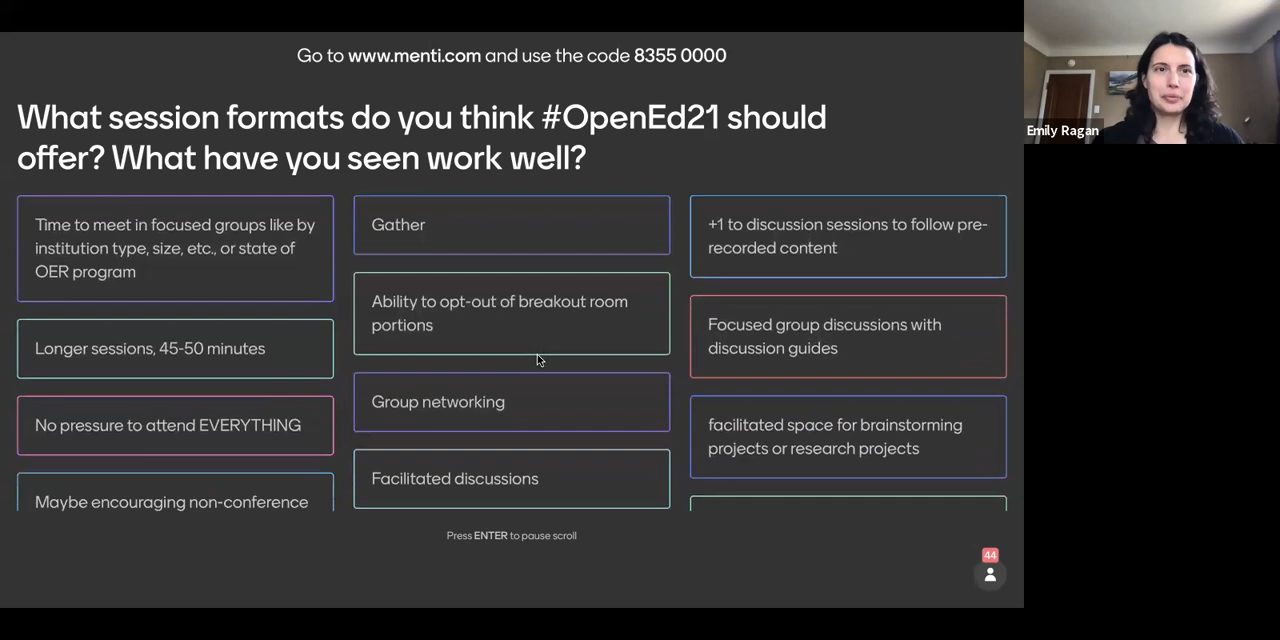 Go to www.menti.com and use the code 8355 0000
What session formats do you think #OpenEd21 should
offer? What have you seen work well?
Time to meet in focused groups like by
institution type, size, etc., or state of
OER program
Longer sessions, 45-50 minutes
No pressure to attend EVERYTHING
Maybe encouraging non-conference
Gather
Ability to opt-out of breakout room
portions
Group networking
Facilitated discussions
+1 to discussion sessions to follow pre-
recorded content
Focused group discussions with
discussion guides
facilitated space for brainstorming
projects or research projects
Press ENTER to pause scroll
44
Emily Ragan